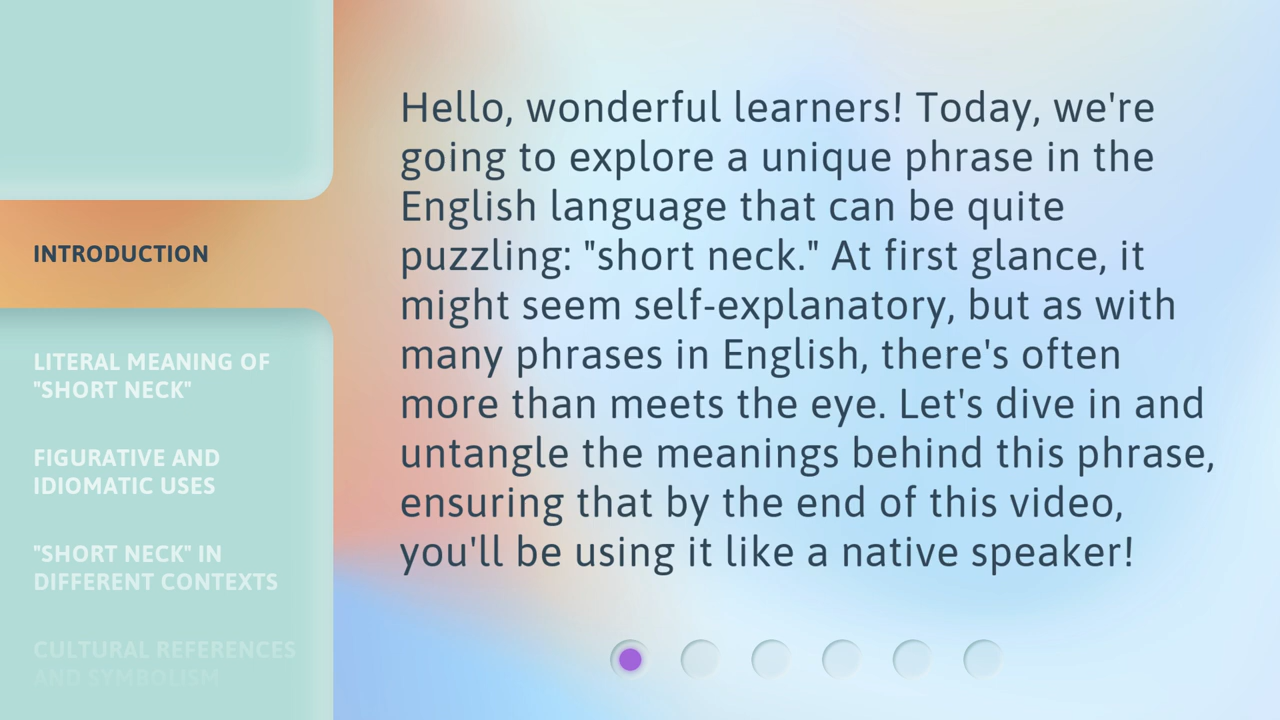 INTRODUCTION
LITERAL MEANING OF
"SHORT NECK"
FIGURATIVE AND
IDIOMATIC USES
"SHORT NECK" IN
DIFFERENT CONTEXTS
CULTURAL REFERENCES
AND SYMBOLISM
Hello, wonderful learners! Today, we're
going to explore a unique phrase in the
English language that can be quite
puzzling: "short neck." At first glance, it
might seem self-explanatory, but as with
many phrases in English, there's often
more than meets the eye. Let's dive in and
untangle the meanings behind this phrase,
ensuring that by the end of this video,
you'll be using it like a native speaker!